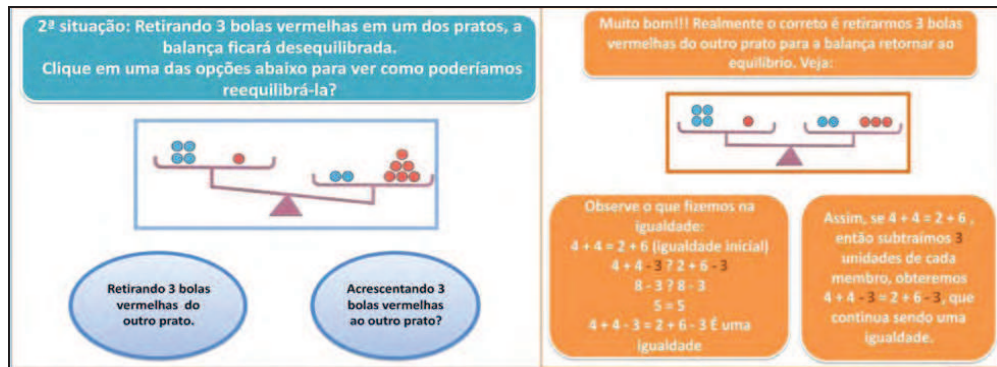 2ª situação: Retirando 3 bolas vermelhas em um dos pratos, a
balança ficará desequilibrada.
Clique em uma das opções abaixo para ver como poderíamos
reequilibrá-la?
Retirando 3 bolas
vermelhas do
outro prato.
Acrescentando 3
bolas vermelhas
ao outro prato?
Muito bom!!! Realmente o correto é retirarmos 3 bolas
vermelhas do outro prato para a balança retornar ao
equilíbrio. Veja:
Observe o que fizemos na
igualdade:
4 + 4 = 2 + 6 (igualdade inicial)
4 + 4 - 3 ? 2 + 6 - 3
8 - 3 ? 8 - 3
5 = 5
4 + 4 - 3 = 2 + 6 - 3 É uma
igualdade
Assim, se 4 + 4 = 2 + 6 ,
então subtraímos 3
unidades de cada
membro, obteremos
4 + 4 - 3 = 2 + 6 - 3, que
continua sendo uma
igualdade.